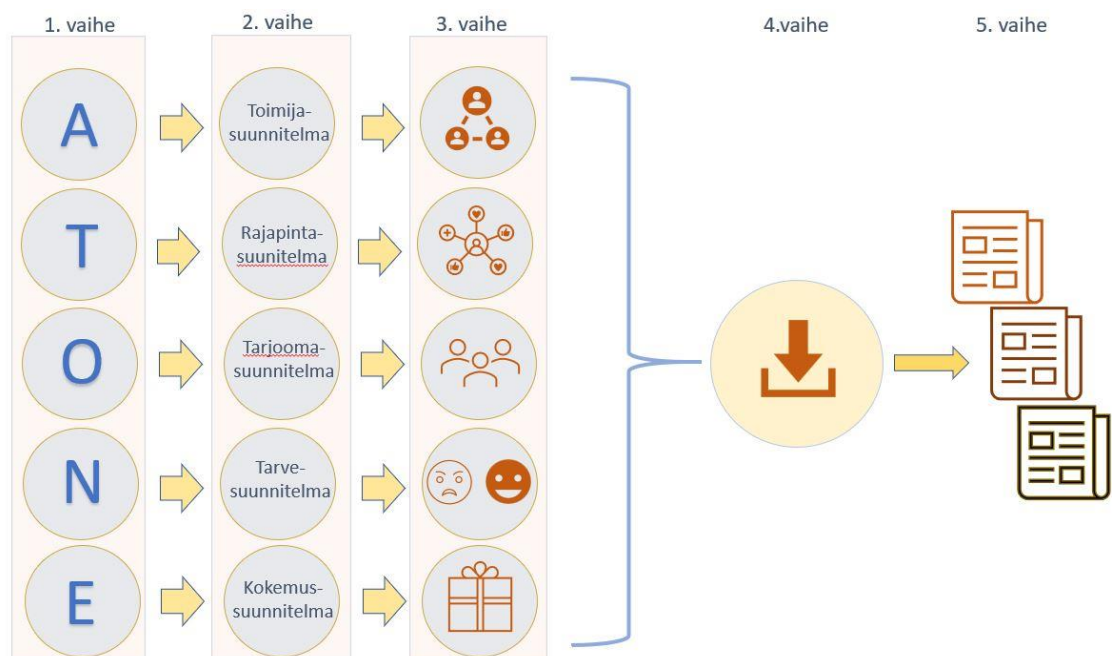 1. vaihe
2. vaihe
3. vaihe
4.vaihe
5. vaihe
A
Toimija-
suunnitelma
T
Rajapinta-
suunitelma
O
Tarjooma-
suunnitelma
N
Tarve-
suunnitelma
E
Kokemus-
suunnitelma